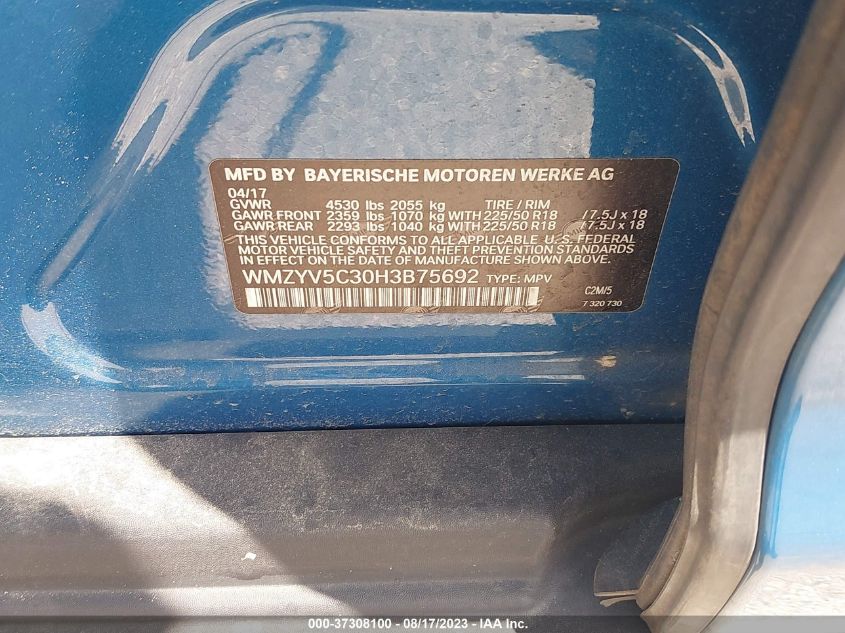 MFD BY BAYERISCHE MOTOREN WERKE AG
04/17
GVWR 4530 lbs 2055 kg TIRE / RIM
GAWR FRONT 2359 lbs 1070 kg WITH 225/50 R18 /7.5J x 18
GAWR REAR 2293 lbs 1040 kg WITH 225/50 R18 /7.5J x 18
THIS VEHICLE CONFORMS TO ALL APPLICABLE U. S. FEDERAL
MOTOR VEHICLE SAFETY AND THEFT PREVENTION STANDARDS
IN EFFECT ON THE DATE OF MANUFACTURE SHOWN ABOVE.
WMZYV5C30H3B75692 TYPE: MPV
C2M/5
7 320 730
000-37308100 - 08/17/2023 - IAA Inc.